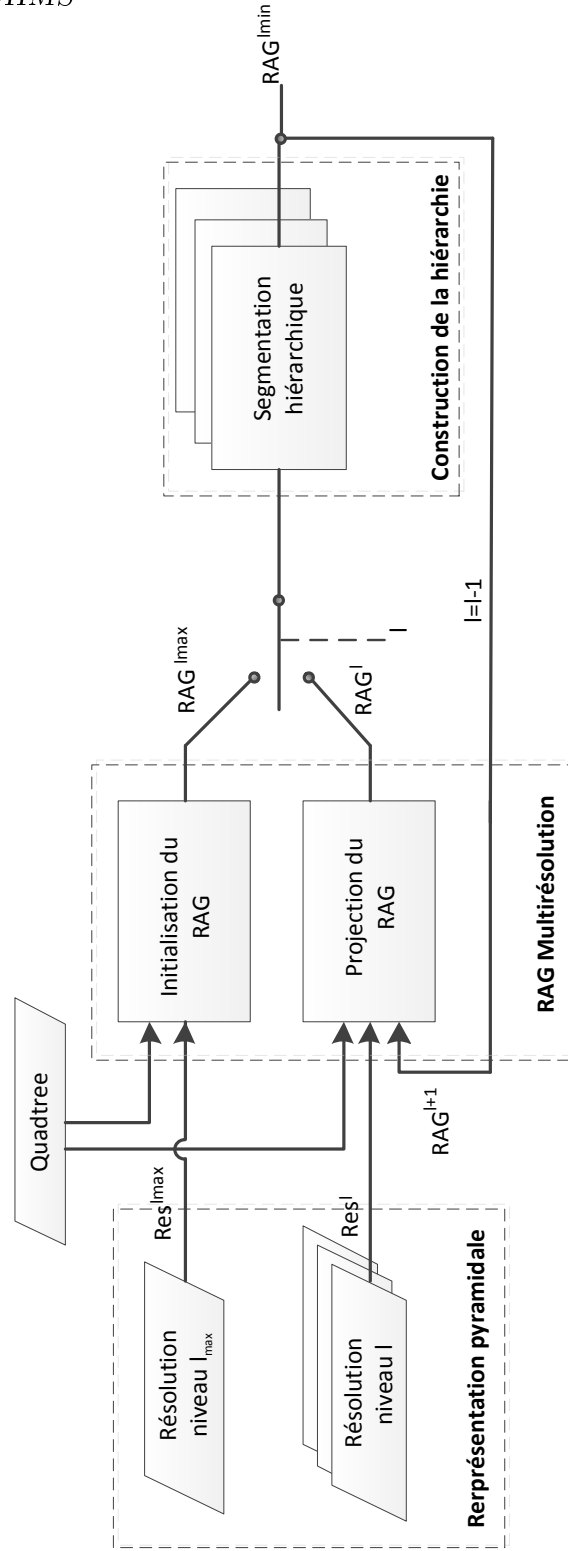 Quadtree
Résolution
niveau l_max
Res^lmax
Résolution
niveau l
Res^l
Rerprésentation pyramidale
Initialisation du
RAG
Projection du
RAG
RAG^l+1
RAG Multirésolution
RAG^lmax
RAG^l
l
l=l-1
Segmentation
hiérarchique
Construction de la hiérarchie
RAG^lmin